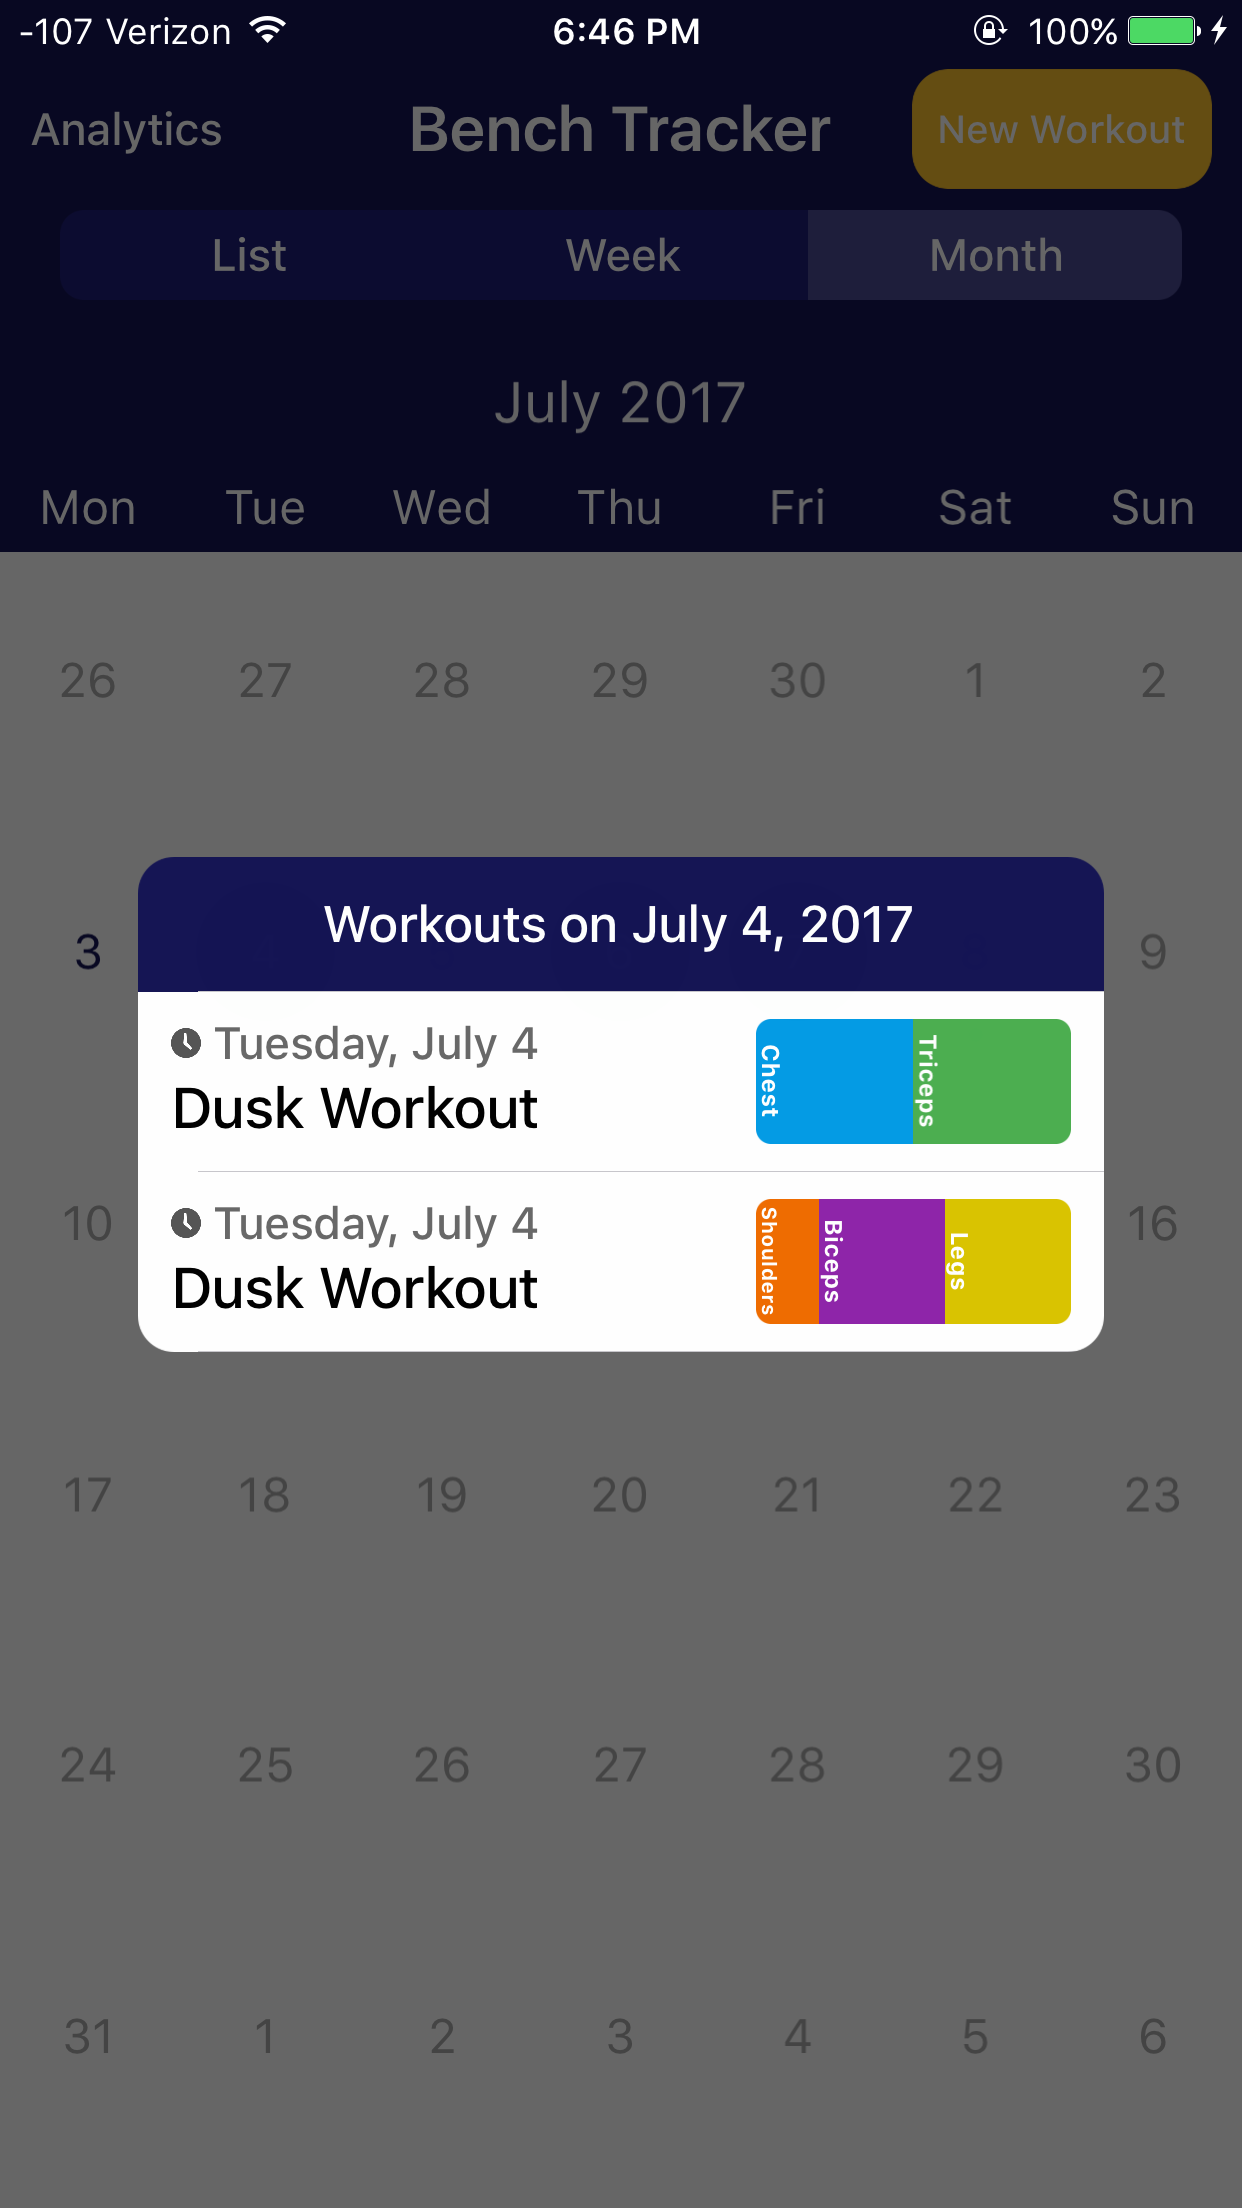 -107 Verizon 6:46 PM 100%
Analytics Bench Tracker New Workout
List Week Month
July 2017
Mon Tue Wed Thu Fri Sat Sun
26 27 28 29 30 1 2
Workouts on July 4, 2017
3 9
Tuesday, July 4
Dusk Workout
Chest Triceps
Tuesday, July 4
Dusk Workout
Shoulders Biceps Legs
10 16
17 18 19 20 21 22 23
24 25 26 27 28 29 30
31 1 2 3 4 5 6